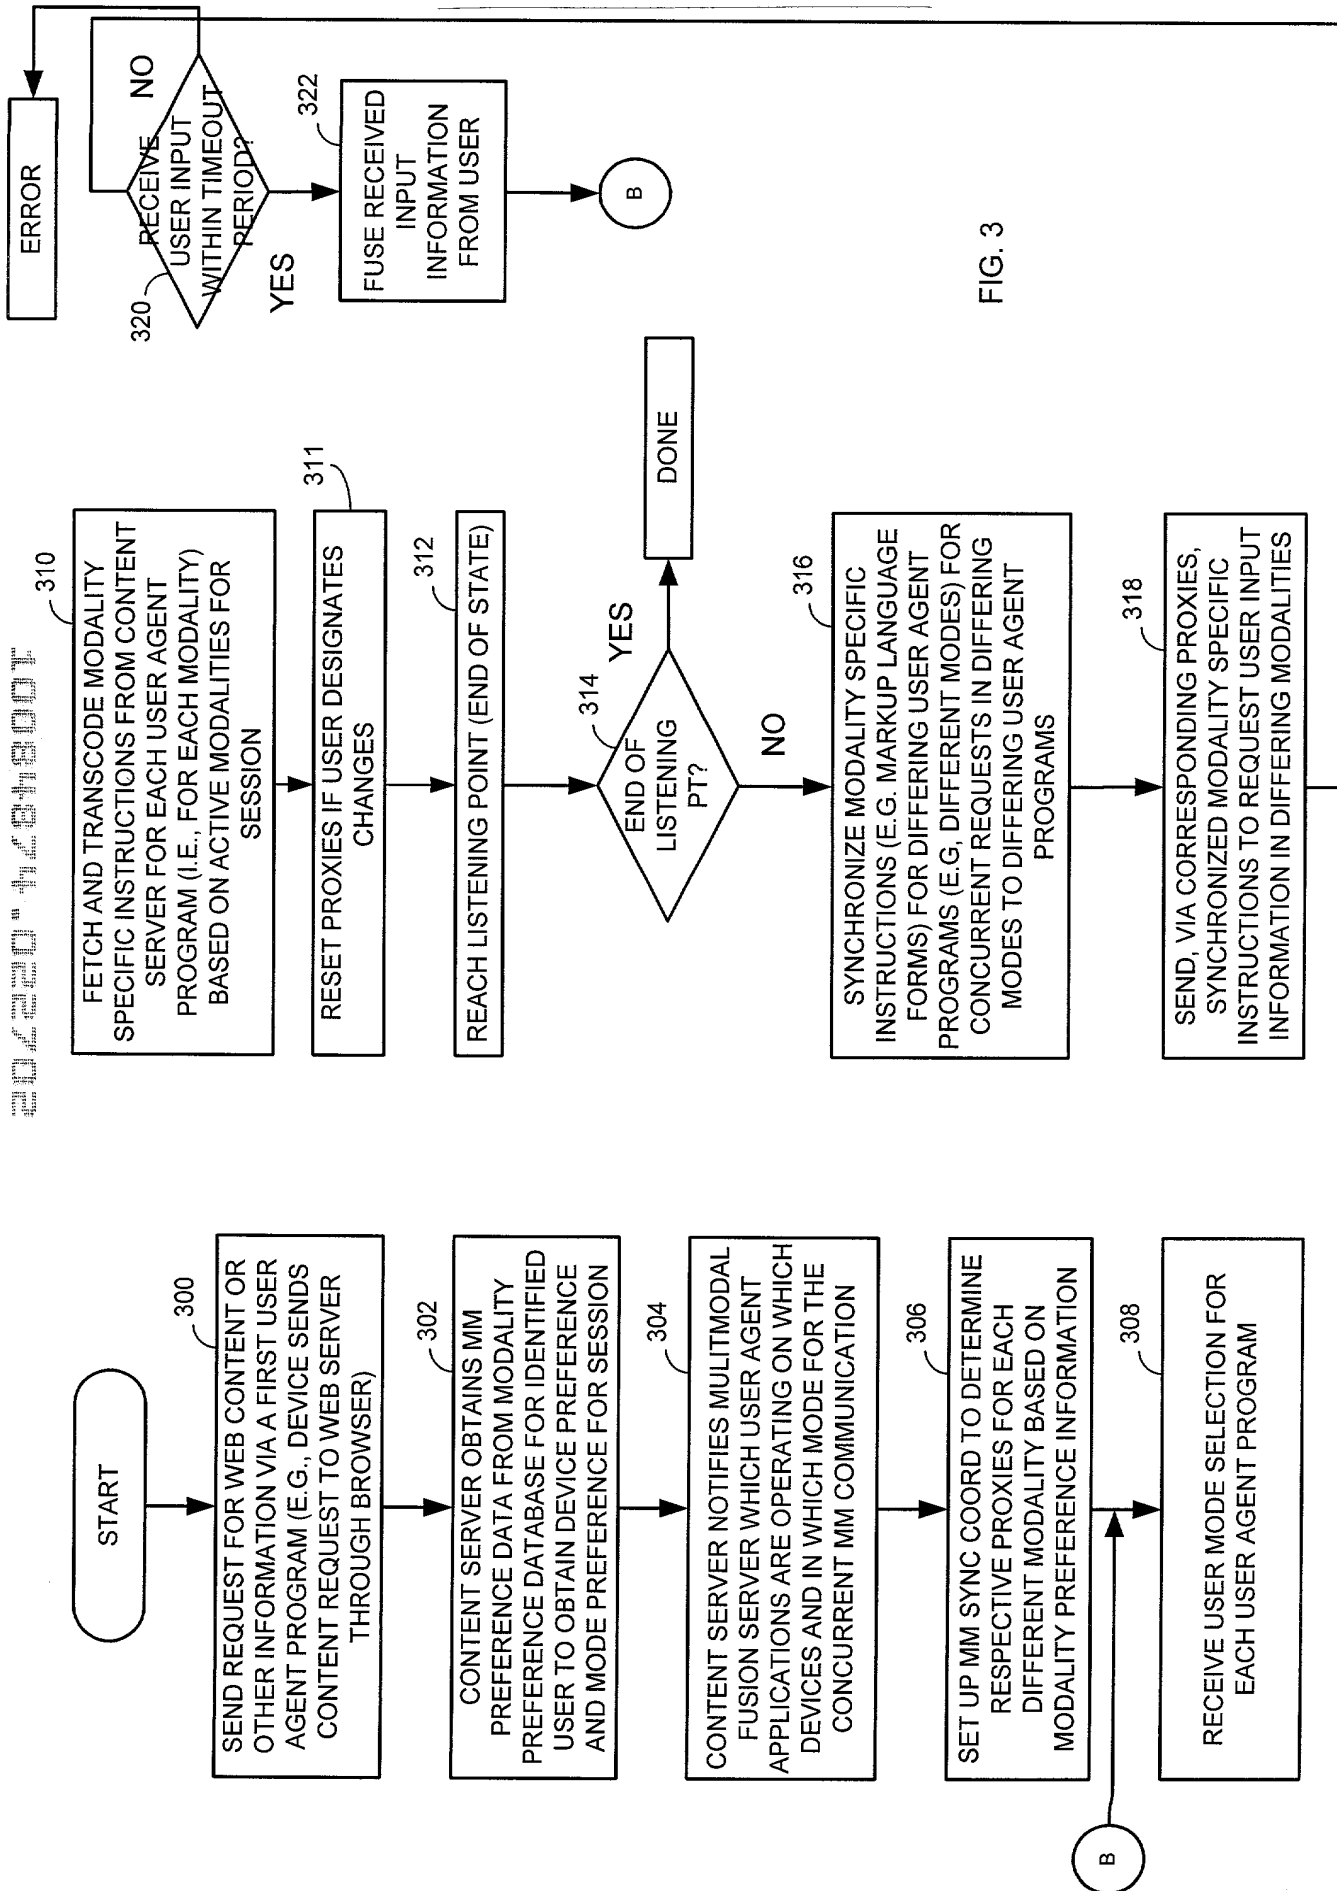 START
300
SEND REQUEST FOR WEB CONTENT OR
OTHER INFORMATION VIA A FIRST USER
AGENT PROGRAM (E.G., DEVICE SENDS
CONTENT REQUEST TO WEB SERVER
THROUGH BROWSER)
302
CONTENT SERVER OBTAINS MM
PREFERENCE DATA FROM MODALITY
PREFERENCE DATABASE FOR IDENTIFIED
USER TO OBTAIN DEVICE PREFERENCE
AND MODE PREFERENCE FOR SESSION
304
CONTENT SERVER NOTIFIES MULITMODAL
FUSION SERVER WHICH USER AGENT
APPLICATIONS ARE OPERATING ON WHICH
DEVICES AND IN WHICH MODE FOR THE
CONCURRENT MM COMMUNICATION
306
SET UP MM SYNC COORD TO DETERMINE
RESPECTIVE PROXIES FOR EACH
DIFFERENT MODALITY BASED ON
MODALITY PREFERENCE INFORMATION
B
308
RECEIVE USER MODE SELECTION FOR
EACH USER AGENT PROGRAM
310
FETCH AND TRANSCODE MODALITY
SPECIFIC INSTRUCTIONS FROM CONTENT
SERVER FOR EACH USER AGENT
PROGRAM (I.E., FOR EACH MODALITY)
BASED ON ACTIVE MODALITIES FOR
SESSION
311
RESET PROXIES IF USER DESIGNATES
CHANGES
312
REACH LISTENING POINT (END OF STATE)
314
END OF
LISTENING
PT?
YES
DONE
NO
316
SYNCHRONIZE MODALITY SPECIFIC
INSTRUCTIONS (E.G. MARKUP LANGUAGE
FORMS) FOR DIFFERING USER AGENT
PROGRAMS (E.G, DIFFERENT MODES) FOR
CONCURRENT REQUESTS IN DIFFERING
MODES TO DIFFERING USER AGENT
PROGRAMS
318
SEND, VIA CORRESPONDING PROXIES,
SYNCHRONIZED MODALITY SPECIFIC
INSTRUCTIONS TO REQUEST USER INPUT
INFORMATION IN DIFFERING MODALITIES
ERROR
NO
320
RECEIVE
USER INPUT
WITHIN TIMEOUT
PERIOD?
YES
322
FUSE RECEIVED
INPUT
INFORMATION
FROM USER
B
FIG. 3